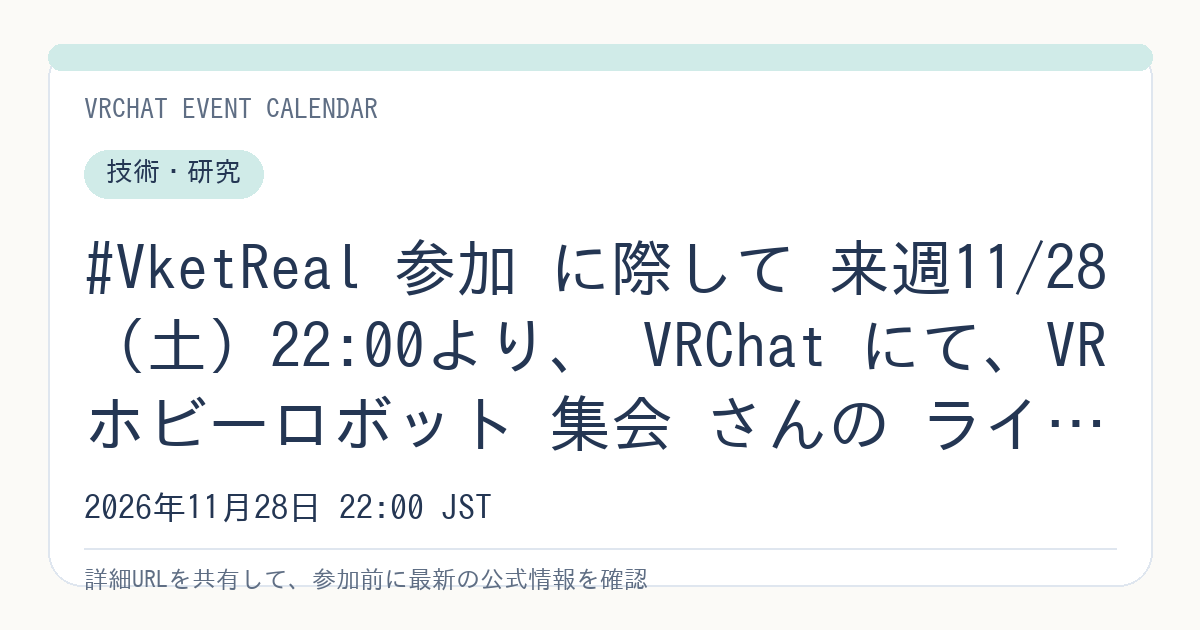 VRCHAT EVENT CALENDAR
技術・研究
#VketReal 参加 に際して 来週11/28
（土）22:00より、 VRChat にて、VR
ホビーロボット 集会 さんの ライ…
2026年11月28日 22:00 JST
詳細URLを共有して、参加前に最新の公式情報を確認